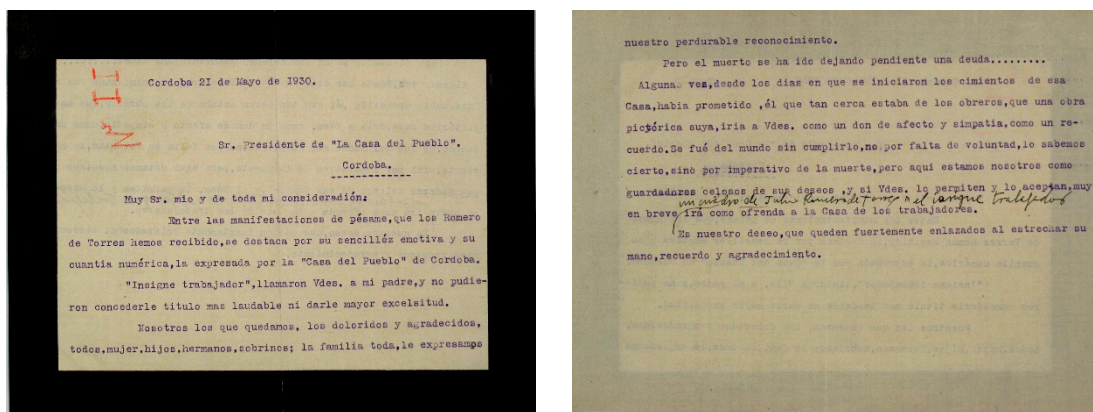 Cordoba 2I de Mayo de 1930.
Sr. Presidente de "La Casa del Pueblo".
Cordoba.
Muy Sr. mio y de toda mi consideradión:
Entre las manifestaciones de pésame,que los Romero
de Torres hemos recibido,se destaca por su sencilléz emotiva y su
cuantia numérica,la expresada por la "Casa del Pueblo" de Cordoba.
"Insigne trabajador",llamaron Vdes. a mi padre,y no pudie-
ron concederle titulo mas laudable ni darle mayor excelsitud.
Nosotros los que quedamos, los doloridos y agradecidos,
todos,mujer,hijos,hermanos,sobrinos; la familia toda,le expresamos
nuestro perdurable reconocimiento.
Pero el muerto se ha ido dejando pendiente una deuda.........
Alguna vez,desde los dias en que se iniciaron los cimientos de esa
Casa,habia prometido ,él que tan cerca estaba de los obreros,que una obra
pictórica suya,iria a Vdes. como un don de afecto y simpatia,como un re-
cuerdo.Se fué del mundo sin cumplirlo,no por falta de voluntad,lo sabemos
cierto,sino por imperativo de la muerte,pero aqui estamos nosotros como
guardadores celosos de sus deseos ,y si Vdes. lo permiten y lo aceptan,muy
un cuadro de Julio Romero de Torres
en breve irá como ofrenda a la Casa de los trabajadores.
Es nuestro deseo,que queden fuertemente enlazados al estrechar su
mano,recuerdo y agradecimiento.